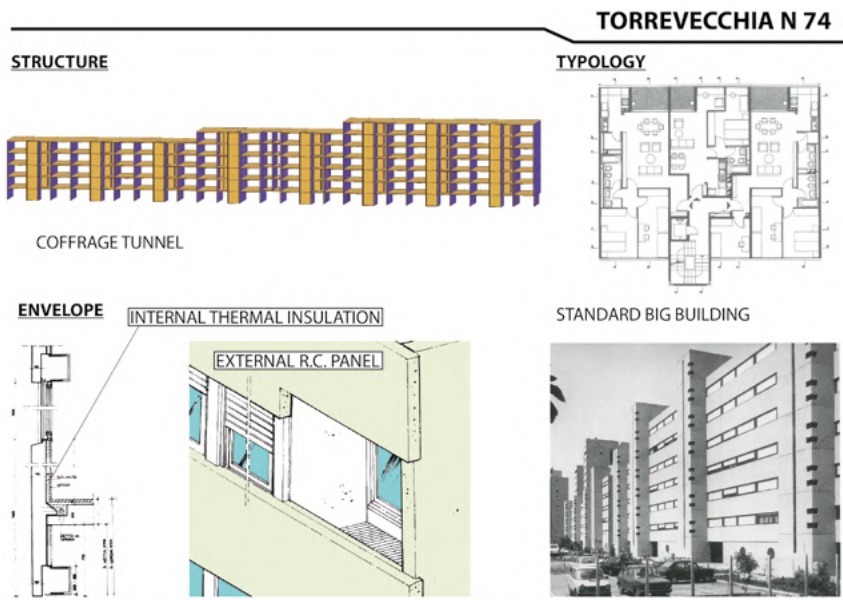 TORREVECCHIA N 74
STRUCTURE
TYPOLOGY
COFFRAGE TUNNEL
ENVELOPE
INTERNAL THERMAL INSULATION
STANDARD BIG BUILDING
EXTERNAL R.C. PANEL